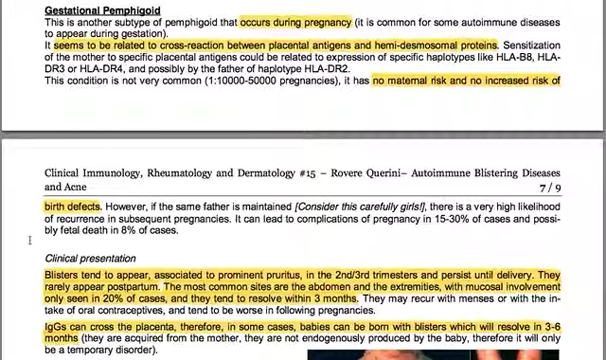 Gestational Pemphigoid
This is another subtype of pemphigoid that occurs during pregnancy (it is common for some autoimmune diseases
to appear during gestation).
It seems to be related to cross-reaction between placental antigens and hemi-desmosomal proteins. Sensitization
of the mother to specific placental antigens could be related to expression of specific haplotypes like HLA-B8, HLA-
DR3 or HLA-DR4, and possibly by the father of haplotype HLA-DR2.
This condition is not very common (1:10000-50000 pregnancies), it has no maternal risk and no increased risk of
Clinical Immunology, Rheumatology and Dermatology #15 – Rovere Querini– Autoimmune Blistering Diseases
and Acne 7 / 9
birth defects. However, if the same father is maintained [Consider this carefully girls!], there is a very high likelihood
of recurrence in subsequent pregnancies. It can lead to complications of pregnancy in 15-30% of cases and possi-
bly fetal death in 8% of cases.
Clinical presentation
Blisters tend to appear, associated to prominent pruritus, in the 2nd/3rd trimesters and persist until delivery. They
rarely appear postpartum. The most common sites are the abdomen and the extremities, with mucosal involvement
only seen in 20% of cases, and they tend to resolve within 3 months. They may recur with menses or with the in-
take of oral contraceptives, and tend to be worse in following pregnancies.
IgGs can cross the placenta, therefore, in some cases, babies can be born with blisters which will resolve in 3-6
months (they are acquired from the mother, they are not endogenously produced by the baby, therefore it will only
be a temporary disorder).